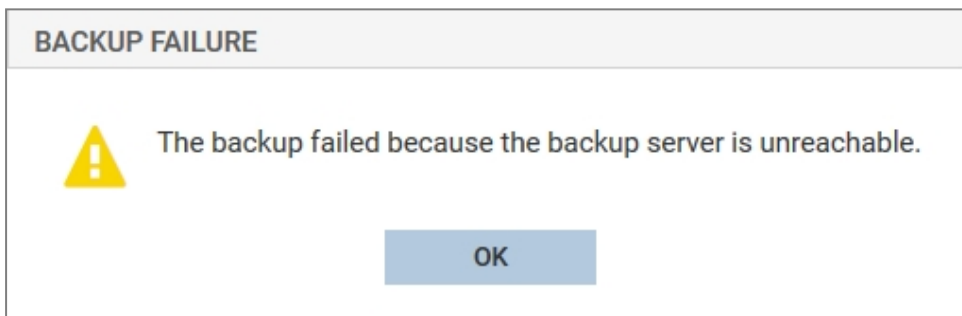 BACKUP FAILURE
The backup failed because the backup server is unreachable.
OK